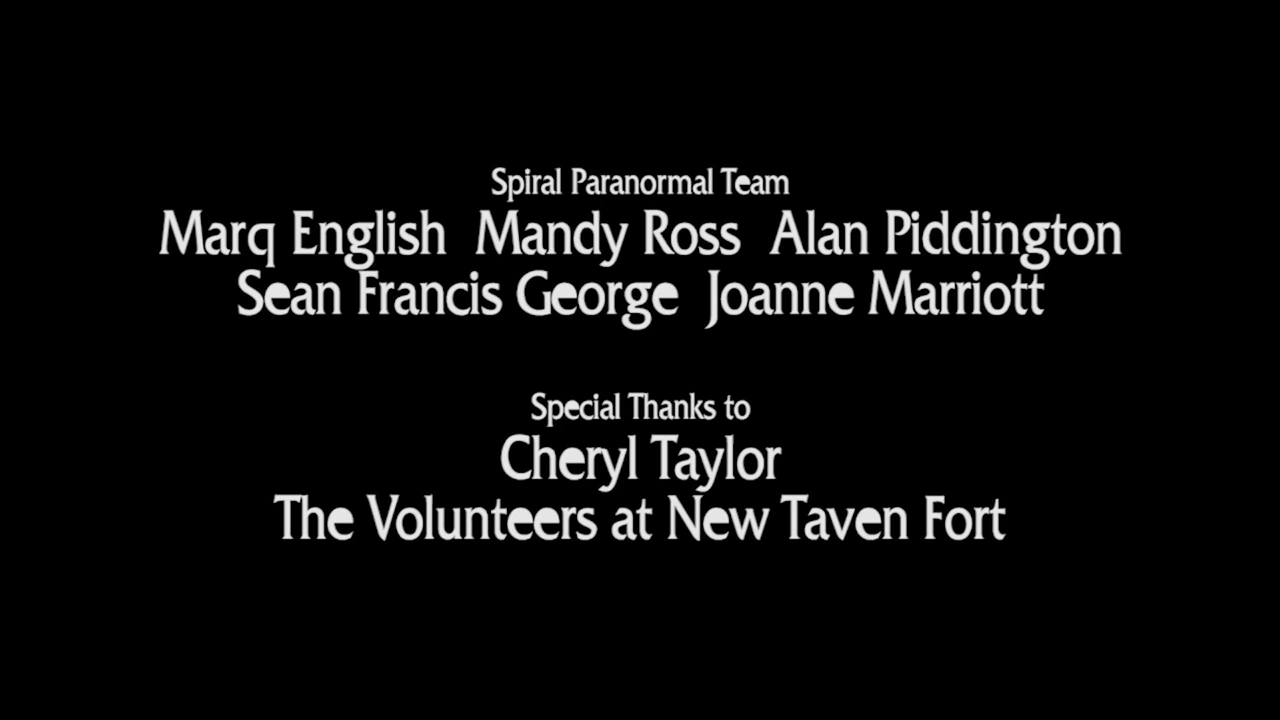 Spiral Paranormal Team
Marq English Mandy Ross Alan Piddington
Sean Francis George Joanne Marriott
Special Thanks to
Cheryl Taylor
The Volunteers at New Taven Fort